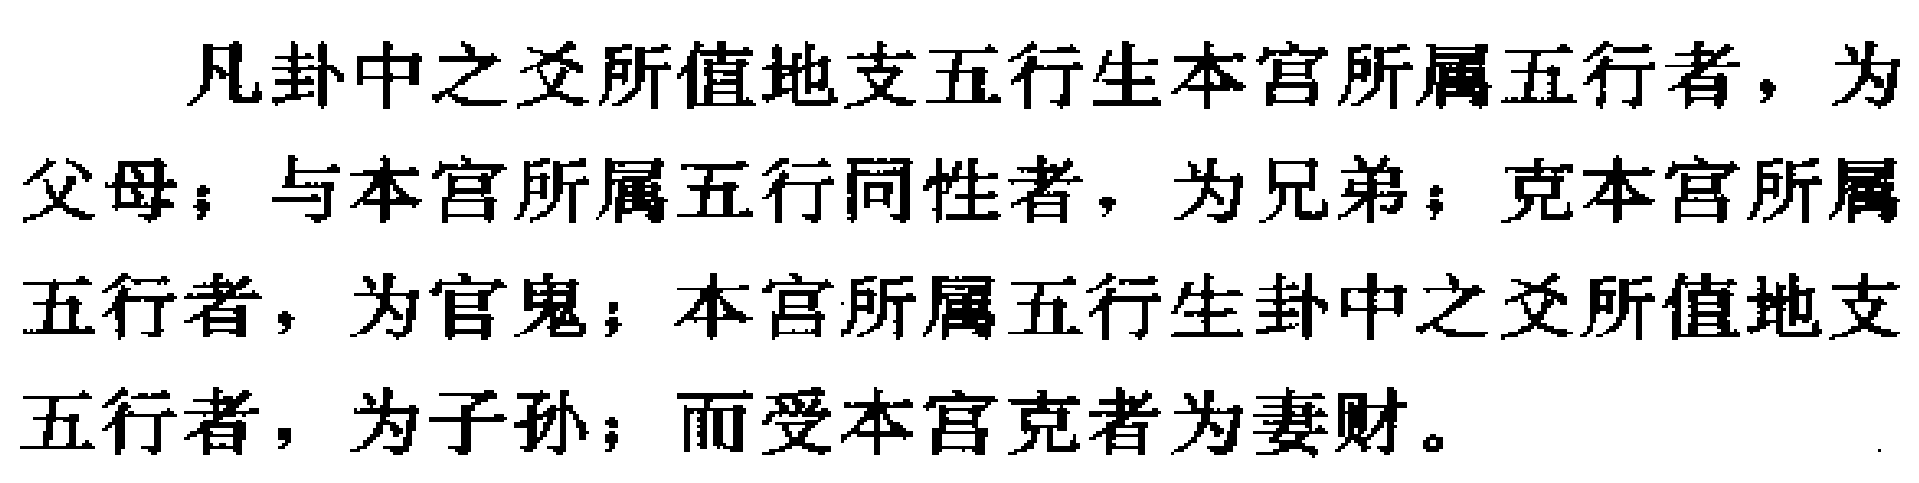 凡卦中之爻所值地支五行生本宫所属五行者，为
父母；与本宫所属五行同性者，为兄弟；克本宫所属
五行者，为官鬼；本宫所属五行生卦中之爻所值地支
五行者，为子孙；而受本宫克者为妻财。